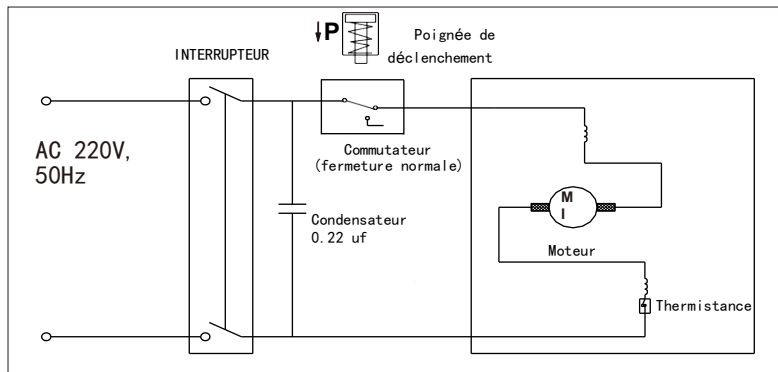 P
Poignée de
déclenchement
INTERRUPTEUR
AC 220V,
50Hz
Commutateur
(fermeture normale)
Condensateur
0.22 uf
M
I
Moteur
Thermistance